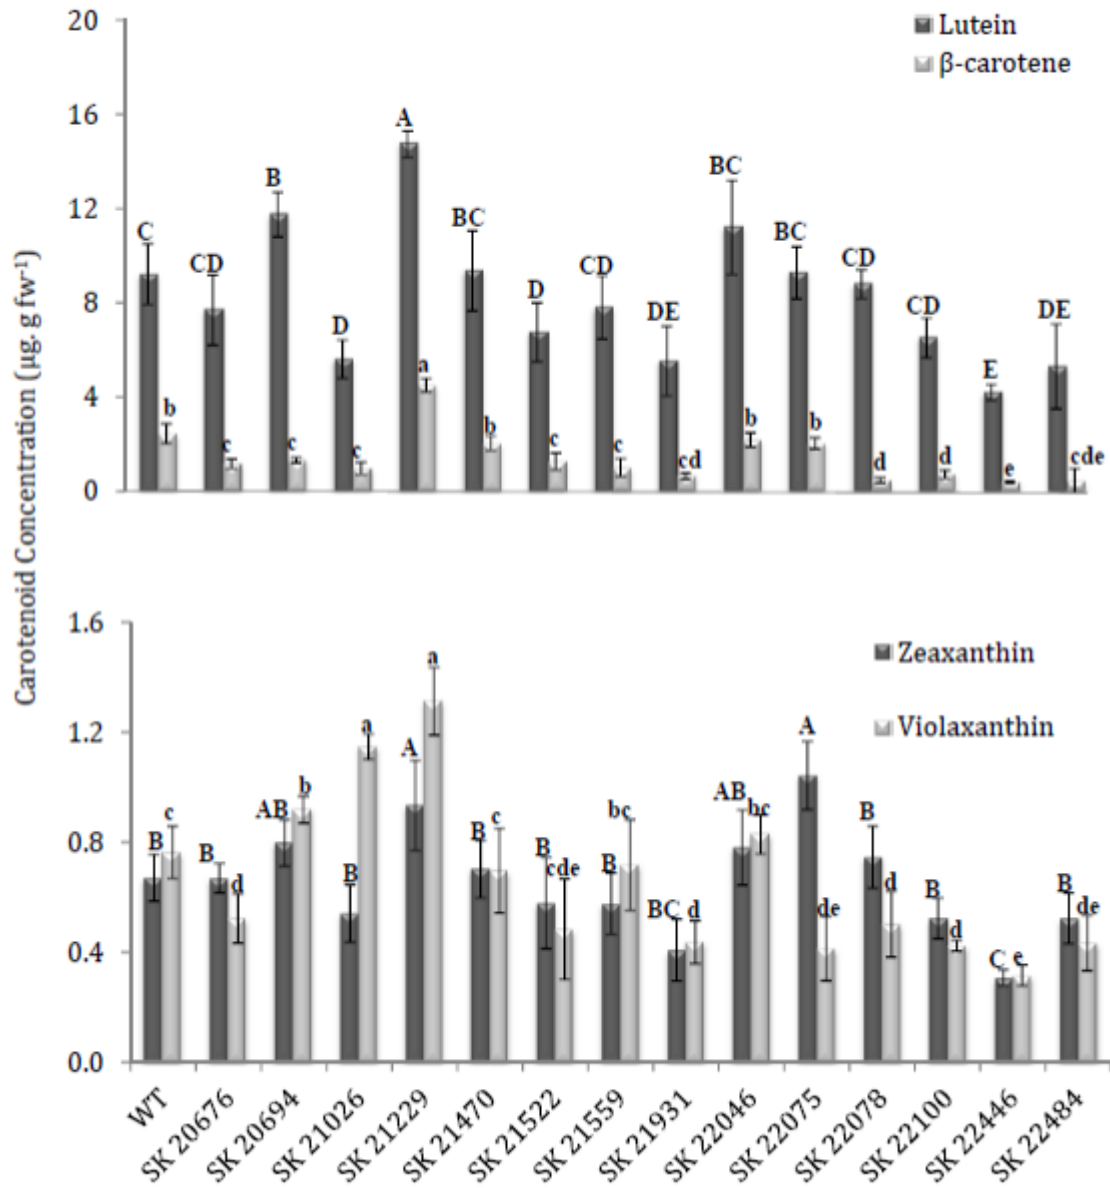 20
Lutein
β-carotene
16
A
B
BC
12
C
BC
BC
CD
CD
CD
8
D
DE
CD
DE
D
E
4
b
c
c
c
a
b
c
c
cd
b
b
d
d
e
cde
0
Carotenoid Concentration (µg. g fw⁻¹)
1.6
Zeaxanthin
Violaxanthin
a
a
1.2
A
A
AB
b
AB
bc
B
c
bc
c
B
B
0.8
B
d
B
B
cde
B
d
B
B
de
de
BC
d
d
0.4
C
e
0.0
WT
SK 20676
SK 20694
SK 21026
SK 21229
SK 21470
SK 21522
SK 21559
SK 21931
SK 22046
SK 22075
SK 22078
SK 22100
SK 22446
SK 22484